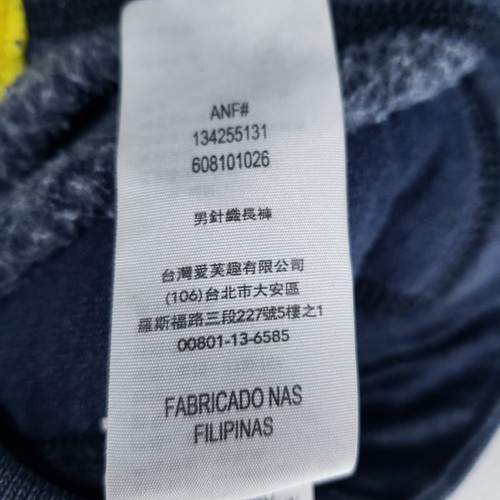 ANF#
134255131
608101026
男針織長褲
台灣愛芙趣有限公司
(106)台北市大安區
羅斯福路三段227號5樓之1
00801-13-6585
FABRICADO NAS
FILIPINAS